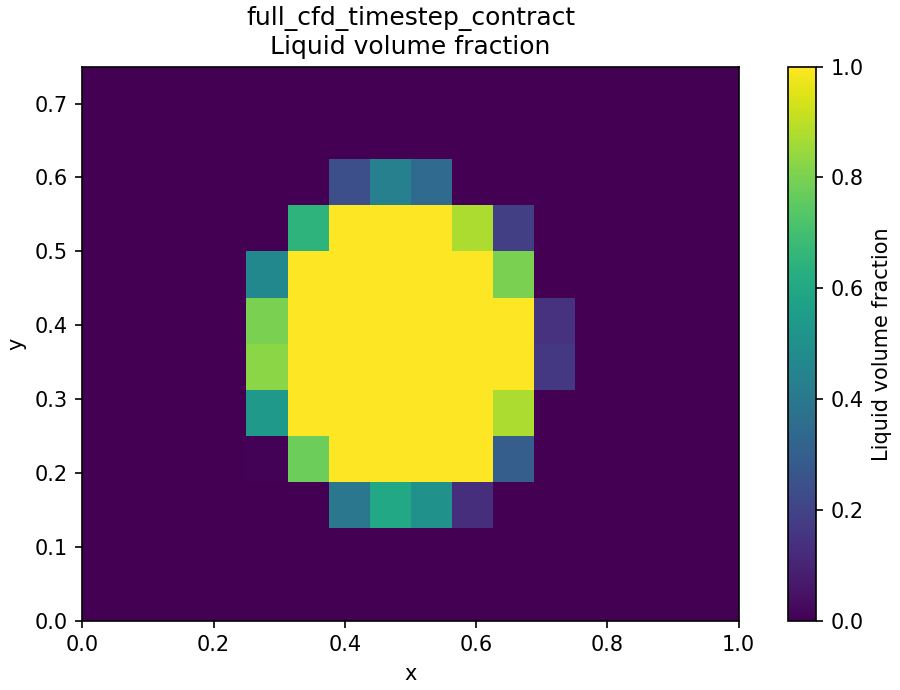 full_cfd_timestep_contract
Liquid volume fraction
0.7
0.6
0.5
0.4
0.3
0.2
0.1
0.0
y
0.0 0.2 0.4 0.6 0.8 1.0
x
1.0
0.8
0.6
0.4
0.2
0.0
Liquid volume fraction